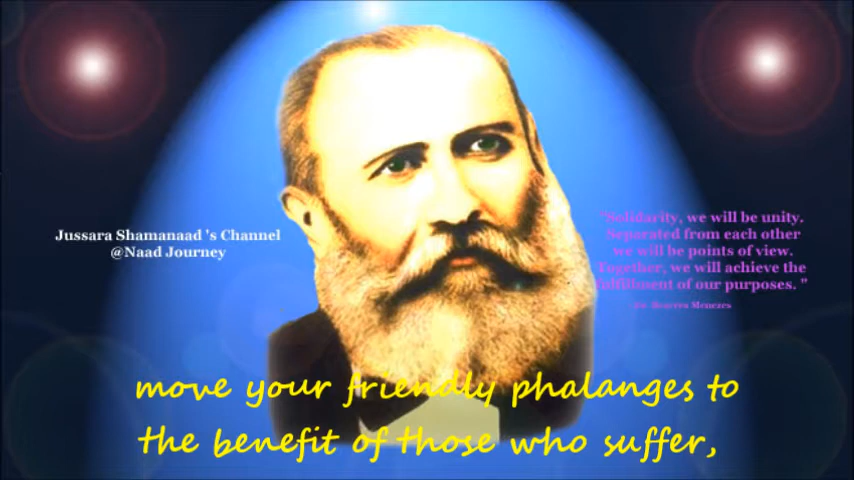 Jussara Shamanaad 's Channel
@Naad Journey
"Solidarity, we will be unity.
Separated from each other
we will be points of view.
Together, we will achieve the
fulfillment of our purposes. "
Bezerra Menezes
move your friendly phalanges to
the benefit of those who suffer,